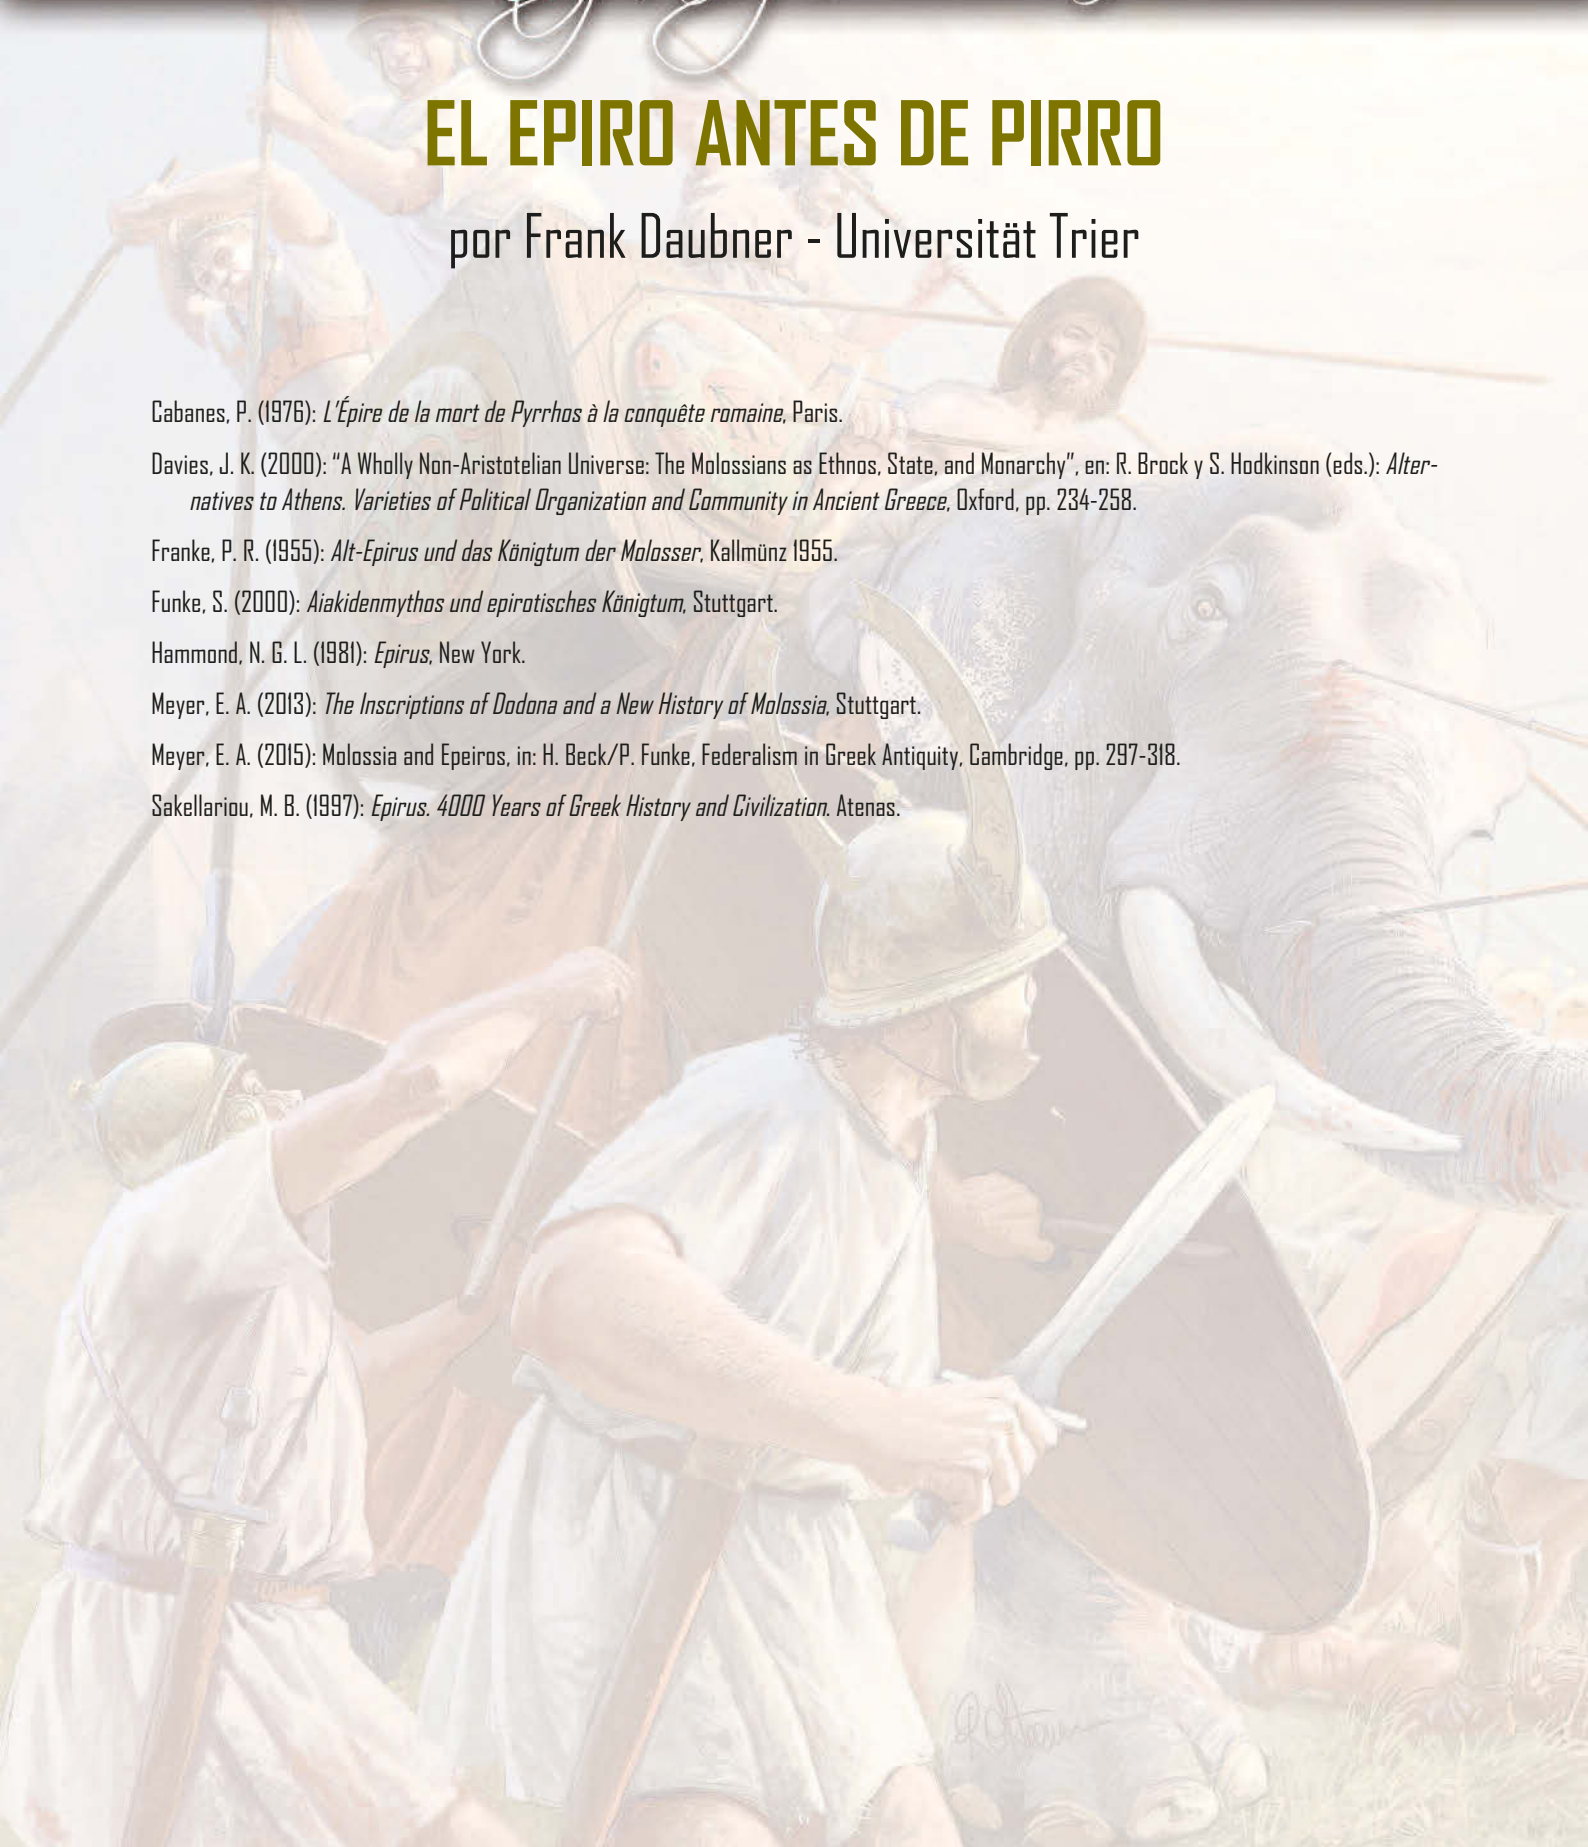 EL EPIRO ANTES DE PIRRO
por Frank Daubner - Universität Trier
Cabanes, P. (1976): L'Épire de la mort de Pyrrhos à la conquête romaine, Paris.
Davies, J. K. (2000): “A Wholly Non-Aristotelian Universe: The Molossians as Ethnos, State, and Monarchy”, en: R. Brock y S. Hodkinson (eds.): Alter-
natives to Athens. Varieties of Political Organization and Community in Ancient Greece, Oxford, pp. 234-258.
Franke, P. R. (1955): Alt-Epirus und das Königtum der Molosser, Kallmünz 1955.
Funke, S. (2000): Aiakidenmythos und epirotisches Königtum, Stuttgart.
Hammond, N. G. L. (1981): Epirus, New York.
Meyer, E. A. (2013): The Inscriptions of Dodona and a New History of Molossia, Stuttgart.
Meyer, E. A. (2015): Molossia and Epeiros, in: H. Beck/P. Funke, Federalism in Greek Antiquity, Cambridge, pp. 297-318.
Sakellariou, M. B. (1997): Epirus. 4000 Years of Greek History and Civilization. Atenas.